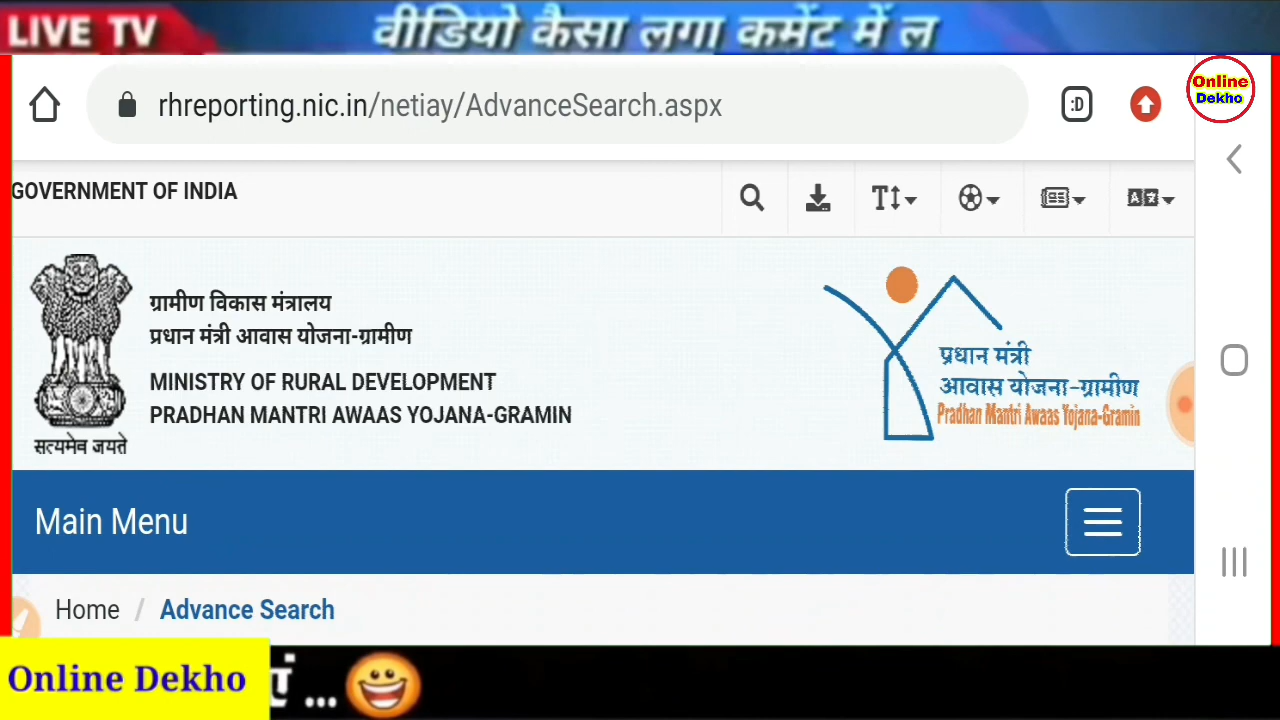 LIVE TV
वीडियो कैसा लगा कमेंट में ल
rhreporting.nic.in/netiay/AdvanceSearch.aspx
:D
Online
Dekho
GOVERNMENT OF INDIA
ग्रामीण विकास मंत्रालय
प्रधान मंत्री आवास योजना-ग्रामीण
MINISTRY OF RURAL DEVELOPMENT
PRADHAN MANTRI AWAAS YOJANA-GRAMIN
सत्यमेव जयते
प्रधान मंत्री
आवास योजना-ग्रामीण
Pradhan Mantri Awaas Yojana-Gramin
Main Menu
Home / Advance Search
Online Dekho
...